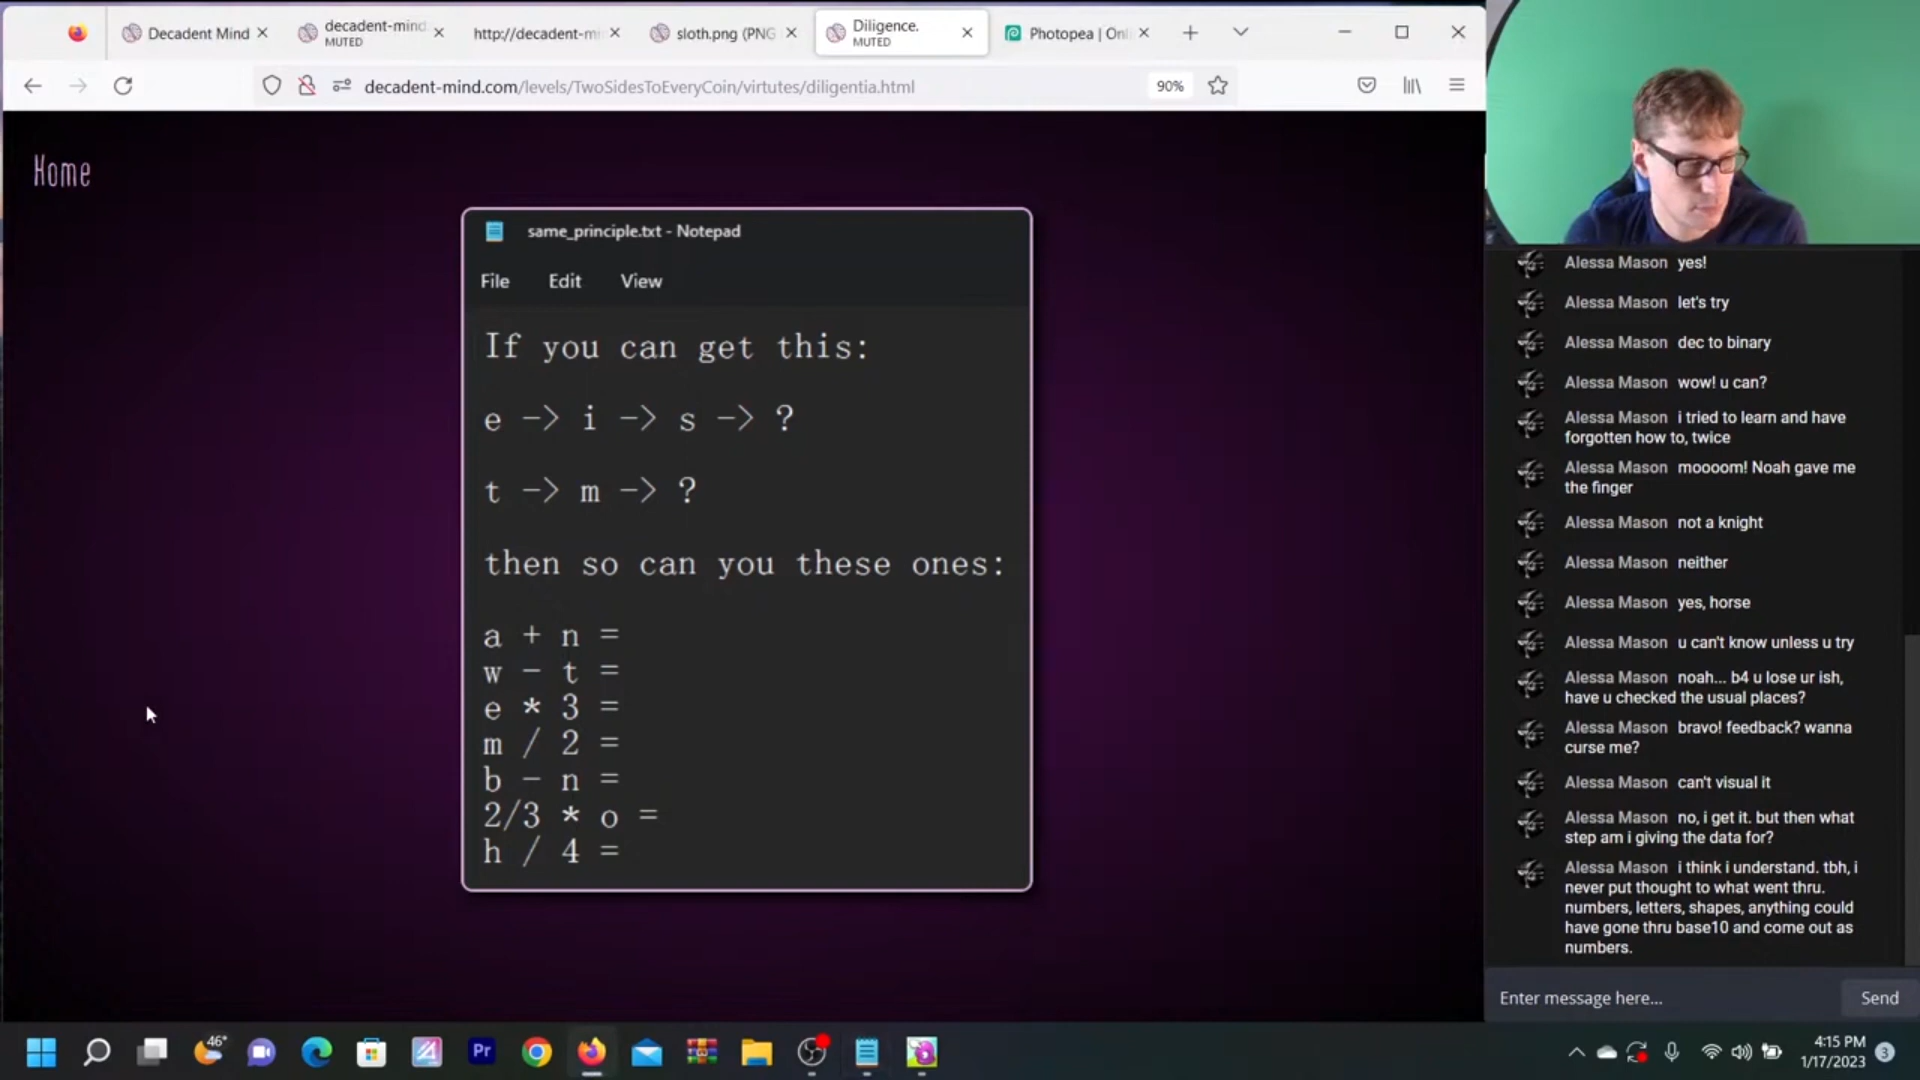 Decadent Mind
decadent-mind
MUTED
http://decadent-mi
sloth.png (PNG
Diligence.
MUTED
Photopea | Onl
decadent-mind.com/levels/TwoSidesToEveryCoin/virtutes/diligentia.html
90%
Home
same_principle.txt - Notepad
File Edit View
If you can get this:
e -> i -> s -> ?
t -> m -> ?
then so can you these ones:
a + n =
w - t =
e * 3 =
m / 2 =
b - n =
2/3 * o =
h / 4 =
Alessa Mason yes!
Alessa Mason let's try
Alessa Mason dec to binary
Alessa Mason wow! u can?
Alessa Mason i tried to learn and have
forgotten how to, twice
Alessa Mason moooom! Noah gave me
the finger
Alessa Mason not a knight
Alessa Mason neither
Alessa Mason yes, horse
Alessa Mason u can't know unless u try
Alessa Mason noah... b4 u lose ur ish,
have u checked the usual places?
Alessa Mason bravo! feedback? wanna
curse me?
Alessa Mason can't visual it
Alessa Mason no, i get it. but then what
step am i giving the data for?
Alessa Mason i think i understand. tbh, i
never put thought to what went thru.
numbers, letters, shapes, anything could
have gone thru base10 and come out as
numbers.
Enter message here...
Send
46°
Pr
4:15 PM
1/17/2023
3